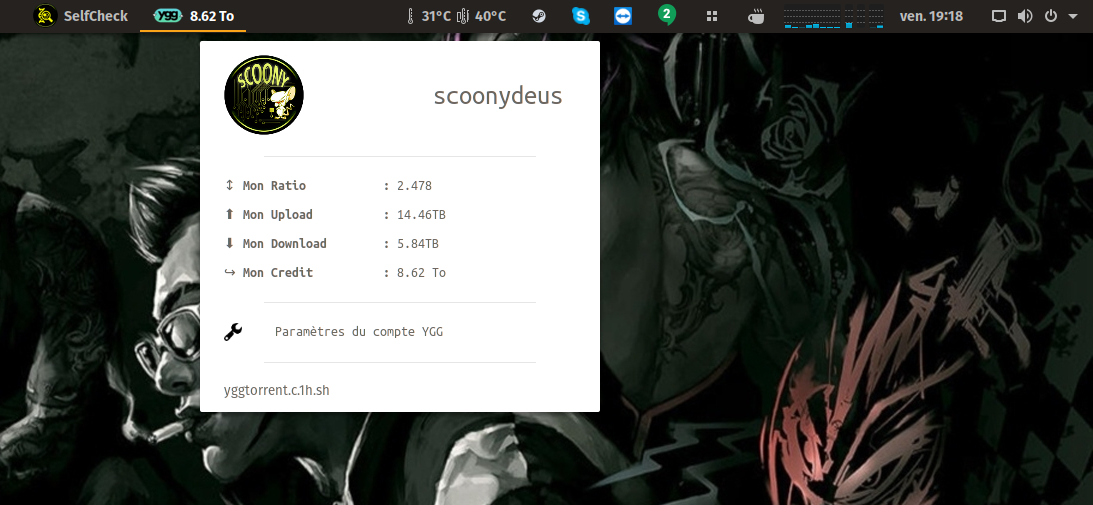 SelfCheck Ygg 8.62 To 31°C 40°C 2 ven. 19:18
SCOONY
scoonydeus
↕ Mon Ratio : 2.478
⬆ Mon Upload : 14.46TB
⬇ Mon Download : 5.84TB
↪ Mon Credit : 8.62 To
Paramètres du compte YGG
yggtorrent.c.1h.sh